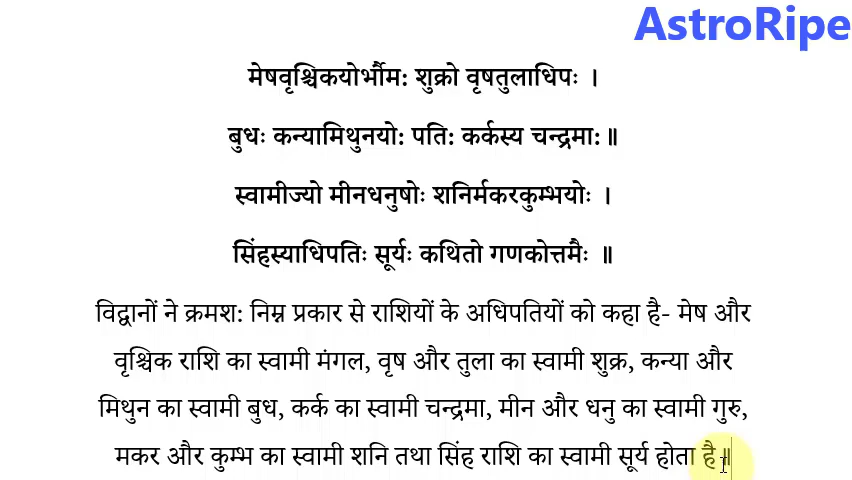 AstroRipe
मेषवृश्चिकयोर्भौम: शुक्रो वृषतुलाधिपः ।
बुधः कन्यामिथुनयो: पति: कर्कस्य चन्द्रमा: ॥
स्वामीज्यो मीनधनुषोः शनिर्मकरकुम्भयोः ।
सिंहस्याधिपतिः सूर्यः कथितो गणकोत्तमैः ॥
विद्वानों ने क्रमश: निम्न प्रकार से राशियों के अधिपतियों को कहा है- मेष और
वृश्चिक राशि का स्वामी मंगल, वृष और तुला का स्वामी शुक्र, कन्या और
मिथुन का स्वामी बुध, कर्क का स्वामी चन्द्रमा, मीन और धनु का स्वामी गुरु,
मकर और कुम्भ का स्वामी शनि तथा सिंह राशि का स्वामी सूर्य होता है॥